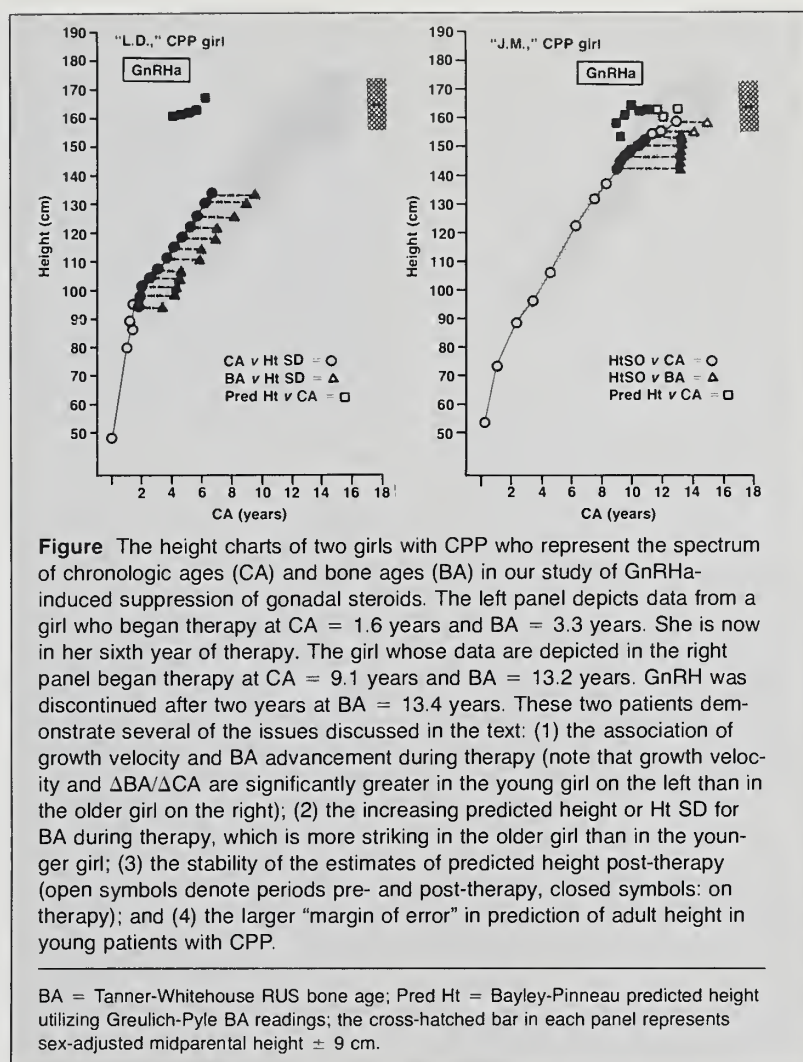 "L.D.," CPP girl
GnRHa
190
180
170
160
150
140
130
120
110
100
90
80
70
60
50
Height (cm)
CA v Ht SD = ○
BA v Ht SD = △
Pred Ht v CA = □
2 4 6 8 10 12 14 16 18
CA (years)
"J.M.," CPP girl
GnRHa
190
180
170
160
150
140
130
120
110
100
90
80
70
60
50
Height (cm)
HtSO v CA = ○
HtSO v BA = △
Pred Ht v CA = □
2 4 6 8 10 12 14 16 18
CA (years)
Figure The height charts of two girls with CPP who represent the spectrum
of chronologic ages (CA) and bone ages (BA) in our study of GnRHa-
induced suppression of gonadal steroids. The left panel depicts data from a
girl who began therapy at CA = 1.6 years and BA = 3.3 years. She is now
in her sixth year of therapy. The girl whose data are depicted in the right
panel began therapy at CA = 9.1 years and BA = 13.2 years. GnRH was
discontinued after two years at BA = 13.4 years. These two patients dem-
onstrate several of the issues discussed in the text: (1) the association of
growth velocity and BA advancement during therapy (note that growth veloc-
ity and ΔBA/ΔCA are significantly greater in the young girl on the left than in
the older girl on the right); (2) the increasing predicted height or Ht SD for
BA during therapy, which is more striking in the older girl than in the youn-
ger girl; (3) the stability of the estimates of predicted height post-therapy
(open symbols denote periods pre- and post-therapy, closed symbols: on
therapy); and (4) the larger "margin of error" in prediction of adult height in
young patients with CPP.
BA = Tanner-Whitehouse RUS bone age; Pred Ht = Bayley-Pinneau predicted height
utilizing Greulich-Pyle BA readings; the cross-hatched bar in each panel represents
sex-adjusted midparental height ± 9 cm.